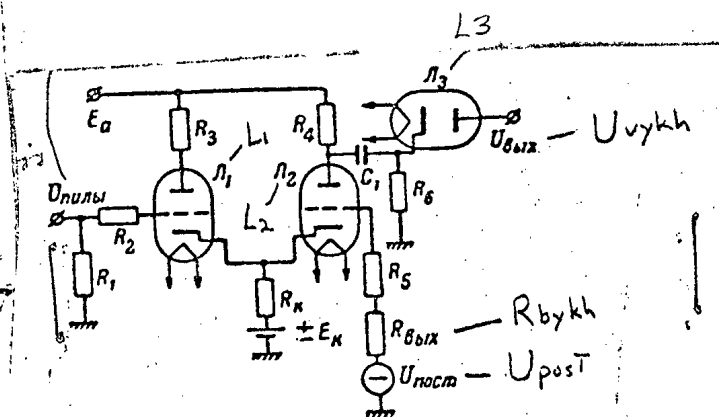 L3
Л₃
Eₐ
R₃
L1
R₄
Uвых.
Uvykh
Л₁
Л₂
C₁
R₆
Uпилы
R₂
L2
R₁
Rк
R₅
± Eк
Rвых
Rbykh
Uпост
UposT